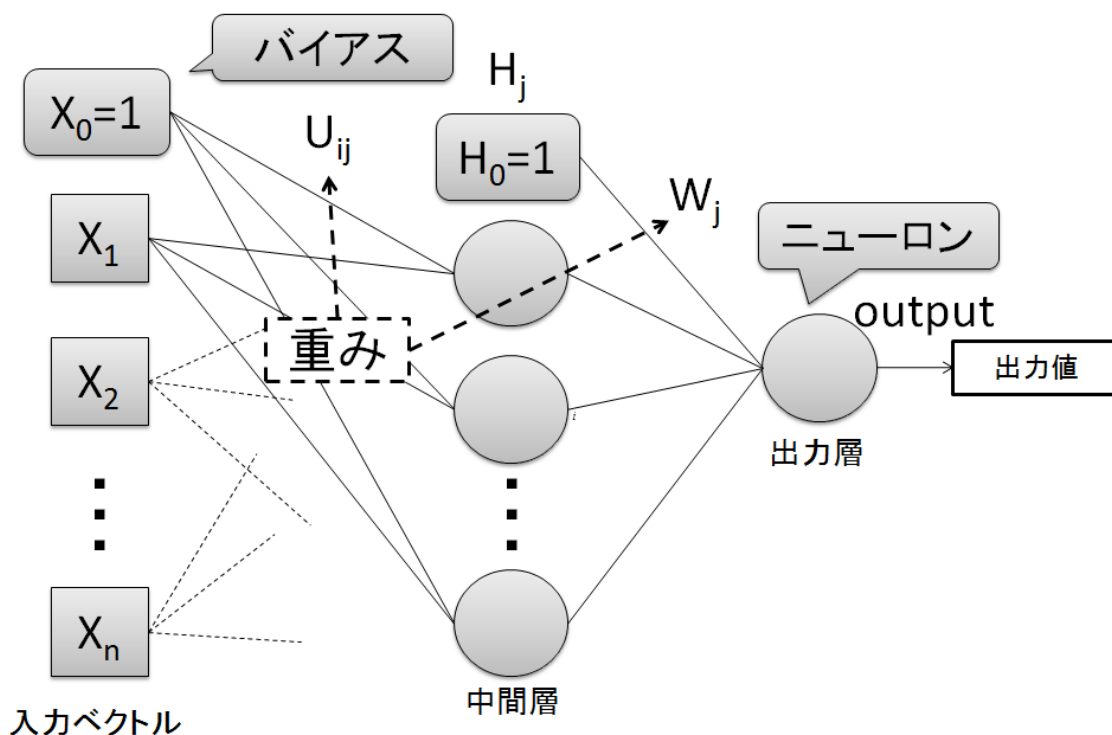 バイアス
X0=1
Hj
Uij
H0=1
Wj
X1
ニューロン
output
重み
出力値
X2
i
出力層
Xn
中間層
入力ベクトル